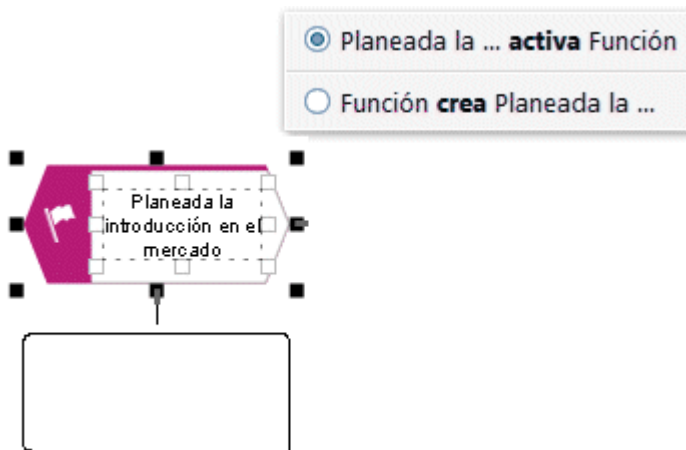 Planeada la ... activa Función
Función crea Planeada la ...
Planeada la
introducción en el
mercado